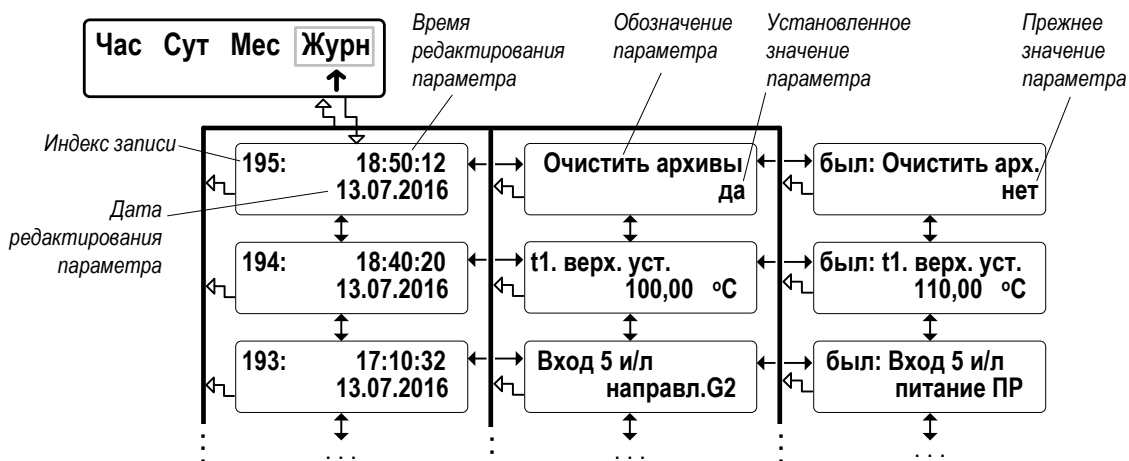 Час Сут Мес Журн
Время
редактирования
параметра
Обозначение
параметра
Установленное
значение
параметра
Прежнее
значение
параметра
Индекс записи
Дата
редактирования
параметра
195: 18:50:12
13.07.2016
Очистить архивы
да
был: Очистить арх.
нет
194: 18:40:20
13.07.2016
t1. верх. уст.
100,00 ºC
был: t1. верх. уст.
110,00 ºC
193: 17:10:32
13.07.2016
Вход 5 и/л
направл.G2
был: Вход 5 и/л
питание ПР
. . .
. . .
. . .